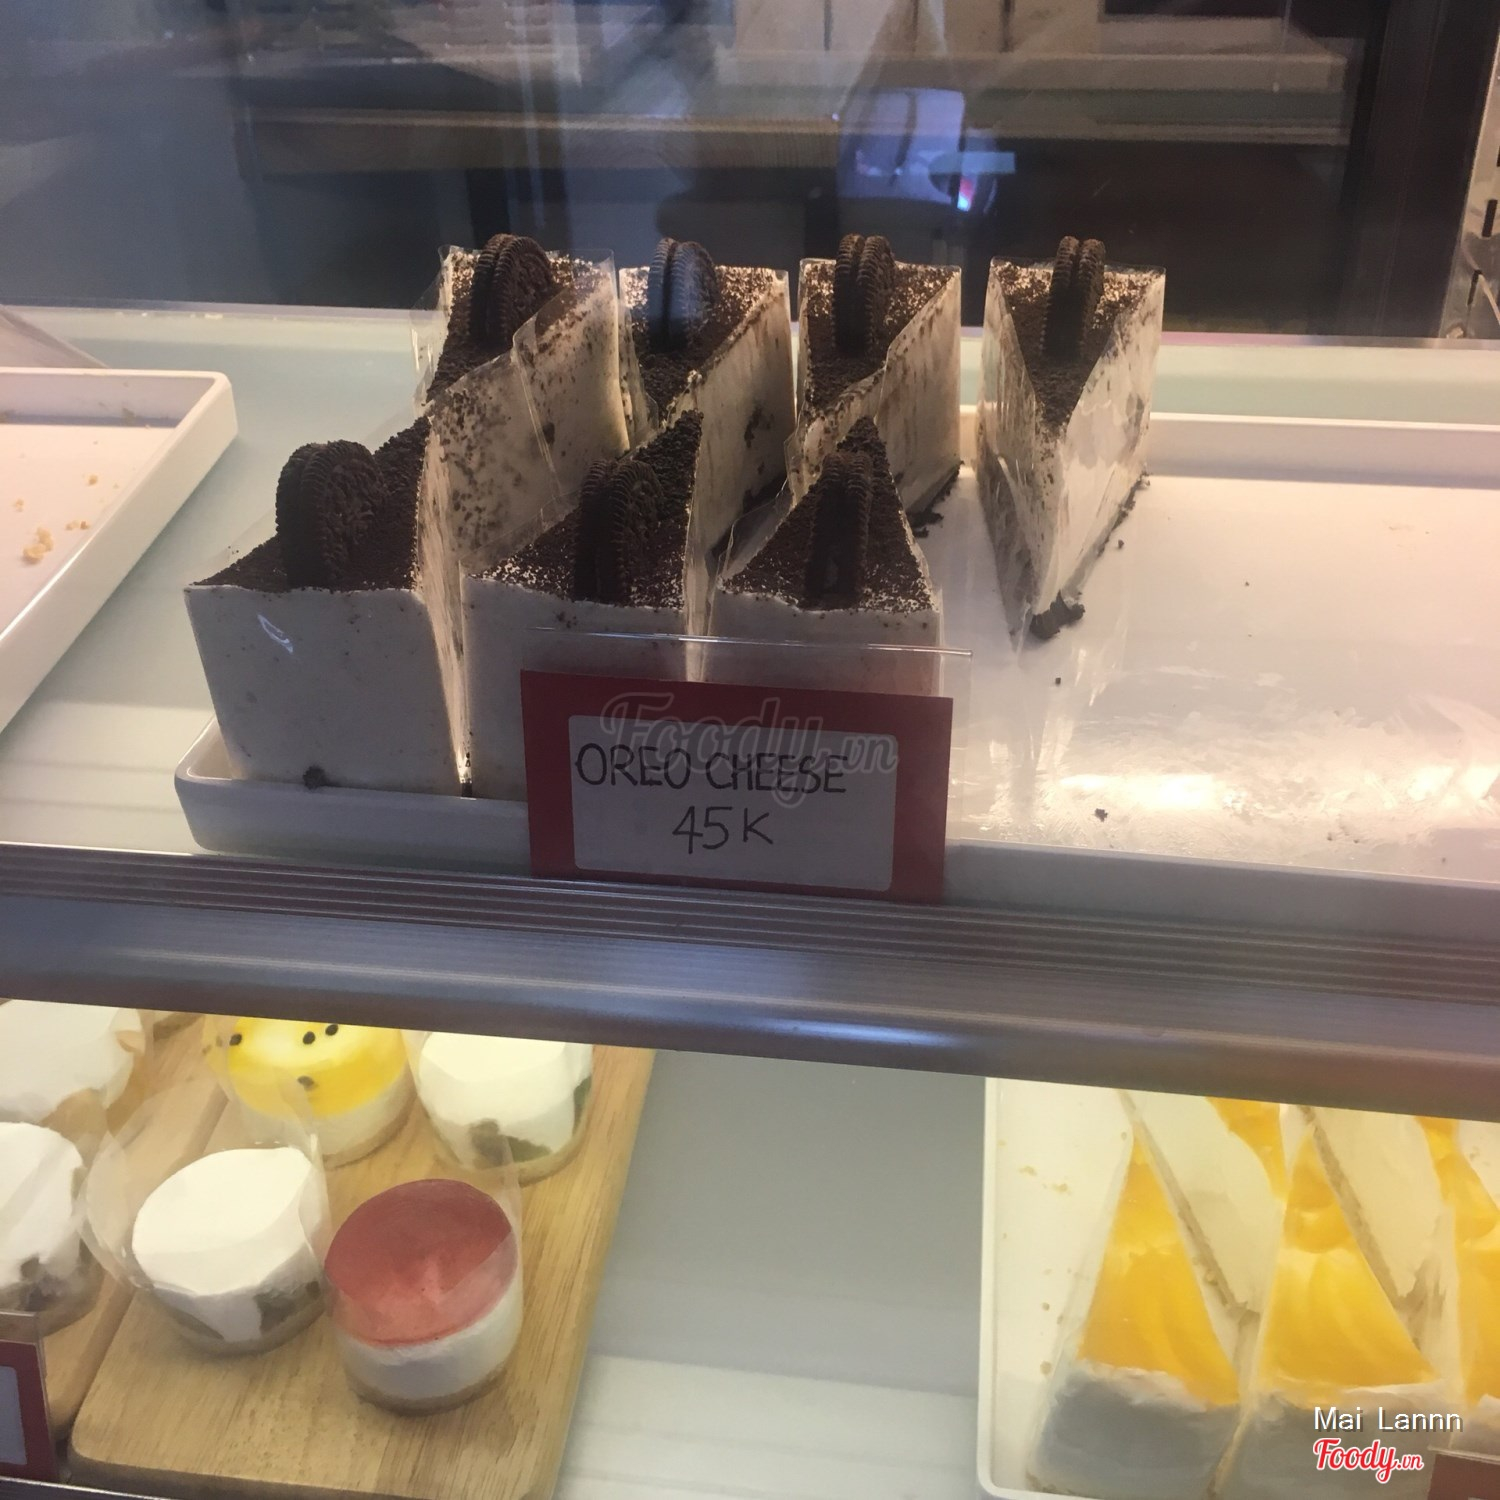 Foody.vn
OREO CHEESE
45K
Mai Lannn
Foody.vn